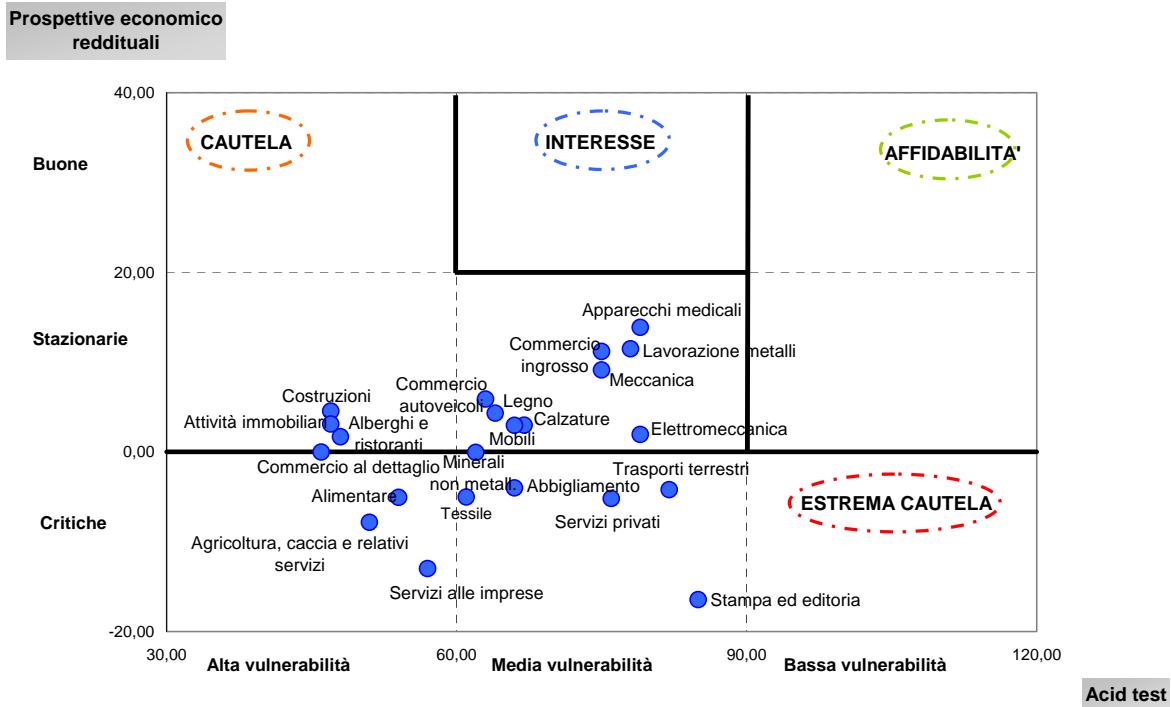 Prospettive economico
reddituali
40,00
CAUTELA
INTERESSE
AFFIDABILITA'
Buone
20,00
Apparecchi medicali
Stazionarie
Commercio
ingrosso
Lavorazione metalli
Meccanica
Costruzioni
Commercio
autoveicoli
Legno
Attività immobiliari
Alberghi e
ristoranti
Calzature
Mobili
Elettromeccanica
0,00
Commercio al dettaglio
Minerali
non metall.
Trasporti terrestri
Alimentare
Abbigliamento
ESTREMA CAUTELA
Critiche
Tessile
Servizi privati
Agricoltura, caccia e relativi
servizi
Servizi alle imprese
Stampa ed editoria
-20,00
30,00
Alta vulnerabilità
60,00
Media vulnerabilità
90,00
Bassa vulnerabilità
120,00
Acid test